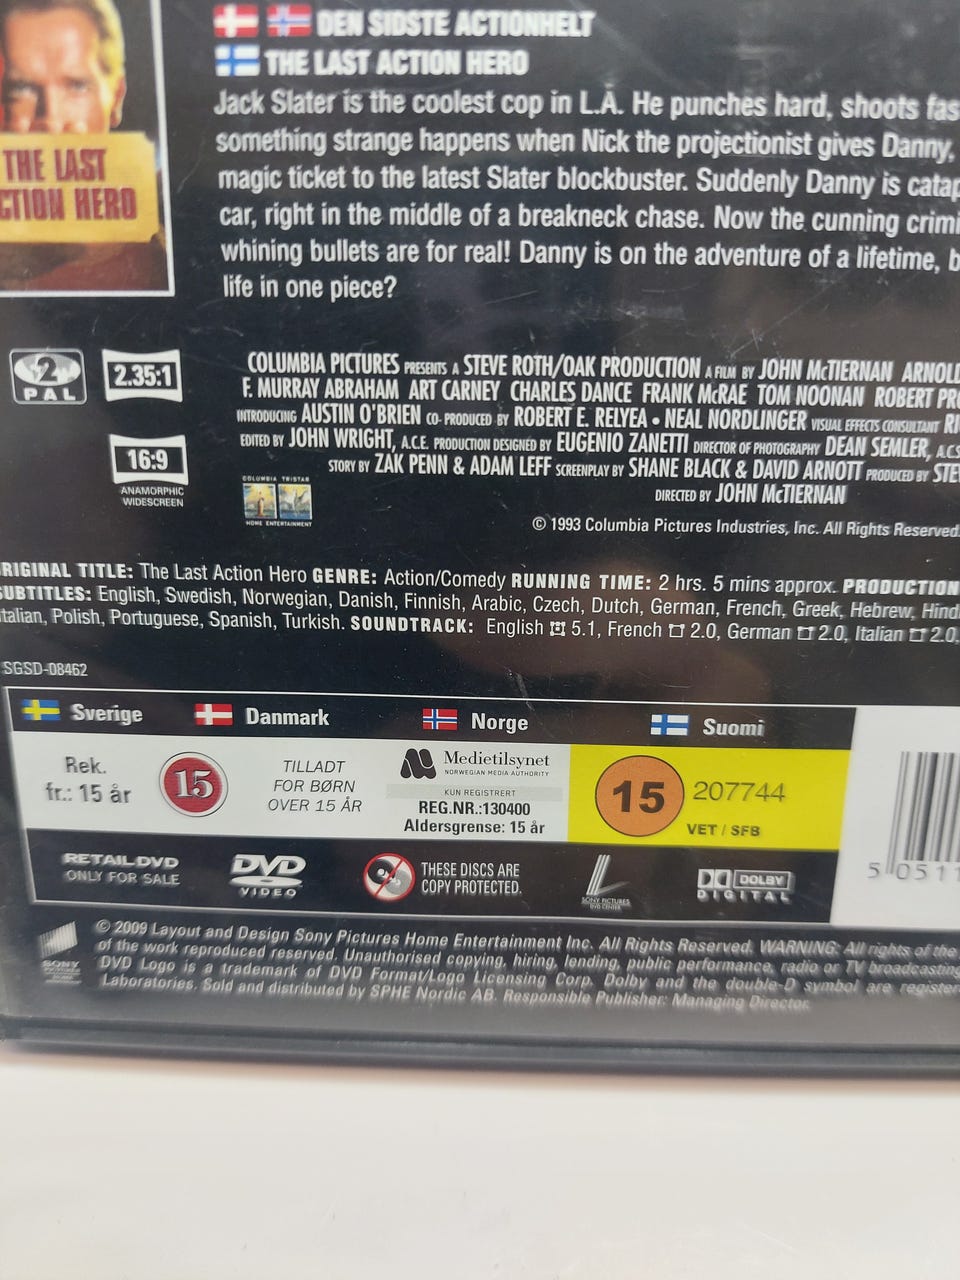 DEN SIDSTE ACTIONHELT
THE LAST ACTION HERO
Jack Slater is the coolest cop in L.A. He punches hard, shoots fas
something strange happens when Nick the projectionist gives Danny,
magic ticket to the latest Slater blockbuster. Suddenly Danny is catap
car, right in the middle of a breakneck chase. Now the cunning crimi
whining bullets are for real! Danny is on the adventure of a lifetime, b
life in one piece?
THE LAST
CTION HERO
2
PAL
2.35:1
16:9
ANAMORPHIC
WIDESCREEN
COLUMBIA PICTURES PRESENTS A STEVE ROTH/OAK PRODUCTION A FILM BY JOHN McTIERNAN ARNOLD
F. MURRAY ABRAHAM ART CARNEY CHARLES DANCE FRANK McRAE TOM NOONAN ROBERT PRO
INTRODUCING AUSTIN O'BRIEN CO-PRODUCED BY ROBERT E. RELYEA • NEAL NORDLINGER VISUAL EFFECTS CONSULTANT RI
EDITED BY JOHN WRIGHT, A.C.E. PRODUCTION DESIGNED BY EUGENIO ZANETTI DIRECTOR OF PHOTOGRAPHY DEAN SEMLER, A.C.S
STORY BY ZAK PENN & ADAM LEFF SCREENPLAY BY SHANE BLACK & DAVID ARNOTT PRODUCED BY STEV
DIRECTED BY JOHN McTIERNAN
COLUMBIA TRISTAR
HOME ENTERTAINMENT
© 1993 Columbia Pictures Industries, Inc. All Rights Reserved.
RIGINAL TITLE: The Last Action Hero GENRE: Action/Comedy RUNNING TIME: 2 hrs. 5 mins approx. PRODUCTION
SUBTITLES: English, Swedish, Norwegian, Danish, Finnish, Arabic, Czech, Dutch, German, French, Greek, Hebrew, Hind
talian, Polish, Portuguese, Spanish, Turkish. SOUNDTRACK: English 5.1, French 2.0, German 2.0, Italian 2.0,
SGSD-08462
Sverige Danmark Norge Suomi
Rek.
fr.: 15 år
15
TILLADT
FOR BØRN
OVER 15 ÅR
Medietilsynet
NORWEGIAN MEDIA AUTHORITY
KUN REGISTRERT
REG.NR.:130400
Aldersgrense: 15 år
15
207744
VET / SFB
RETAIL DVD
ONLY FOR SALE
DVD
VIDEO
THESE DISCS ARE
COPY PROTECTED.
SONY PICTURES
DVD CENTER
DOLBY
DIGITAL
5 0511
SONY
PICTURES
© 2009 Layout and Design Sony Pictures Home Entertainment Inc. All Rights Reserved. WARNING: All rights of the
of the work reproduced reserved. Unauthorised copying, hiring, lending, public performance, radio or TV broadcasting
DVD Logo is a trademark of DVD Format/Logo Licensing Corp. Dolby and the double-D symbol are register
Laboratories. Sold and distributed by SPHE Nordic AB. Responsible Publisher: Managing Director.